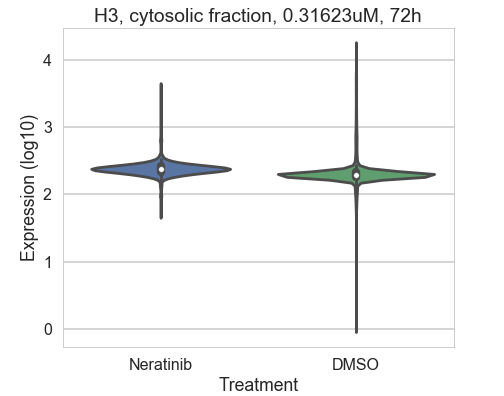 H3, cytosolic fraction, 0.31623uM, 72h
4
3
2
1
0
Expression (log10)
Neratinib DMSO
Treatment